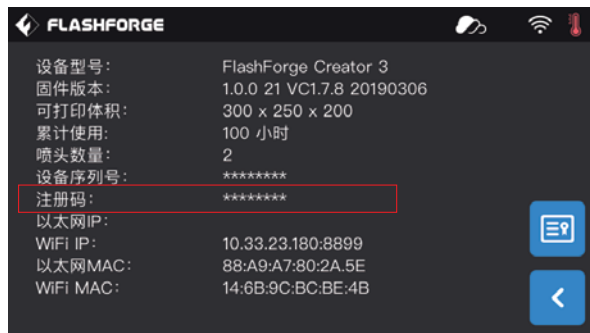 FLASHFORGE
设备型号： FlashForge Creator 3
固件版本： 1.0.0 21 VC1.7.8 20190306
可打印体积： 300 x 250 x 200
累计使用: 100 小时
喷头数量： 2
设备序列号： ********
注册码： ********
以太网IP：
WiFi IP： 10.33.23.180:8899
以太网MAC： 88:A9:A7:80:2A.5E
WiFi MAC： 14:6B:9C:BC:BE:4B